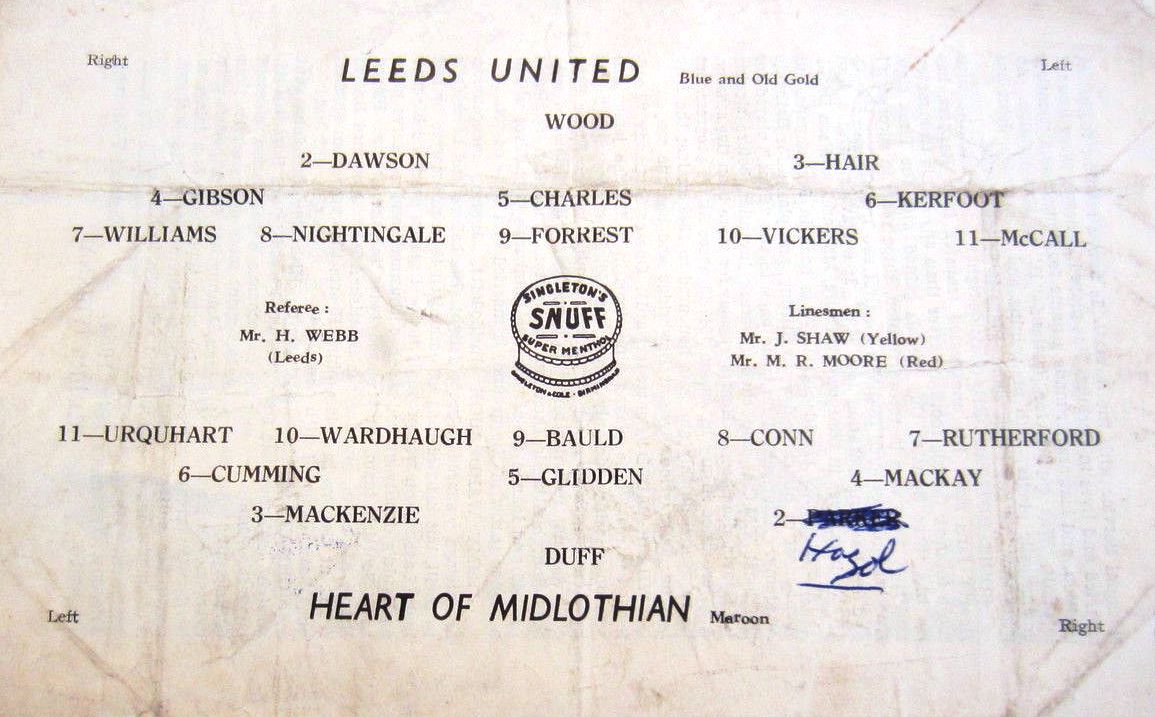 Right LEEDS UNITED Blue and Old Gold Left
WOOD
2—DAWSON 3—HAIR
4—GIBSON 5—CHARLES 6—KERFOOT
7—WILLIAMS 8—NIGHTINGALE 9—FORREST 10—VICKERS 11—McCALL
Referee :
Mr. H. WEBB
(Leeds)
SINGLETON'S
SNUFF
SUPER MENTHOL
SINGLETON & COLE · BIRMINGHAM
Linesmen :
Mr. J. SHAW (Yellow)
Mr. M. R. MOORE (Red)
11—URQUHART 10—WARDHAUGH 9—BAULD 8—CONN 7—RUTHERFORD
6—CUMMING 5—GLIDDEN 4—MACKAY
3—MACKENZIE 2—PARKER
DUFF
Left HEART OF MIDLOTHIAN Maroon Right